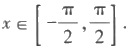 x ∈ [ -π/2 , π/2 ].